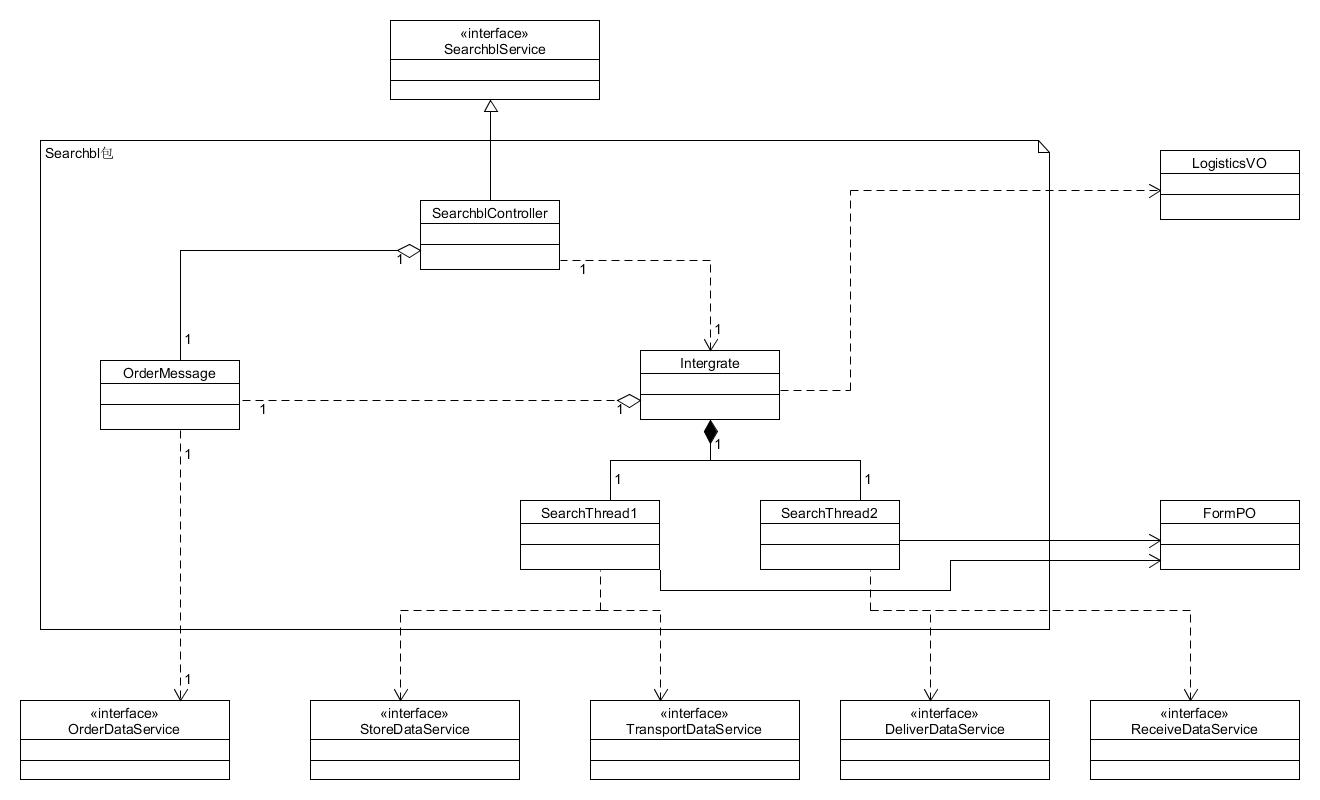 «interface»
SearchblService
Searchbl包
LogisticsVO
SearchblController
1
1
1
1
OrderMessage
Intergrate
1
1
1
1
1
1
SearchThread1
SearchThread2
FormPO
1
«interface»
OrderDataService
«interface»
StoreDataService
«interface»
TransportDataService
«interface»
DeliverDataService
«interface»
ReceiveDataService